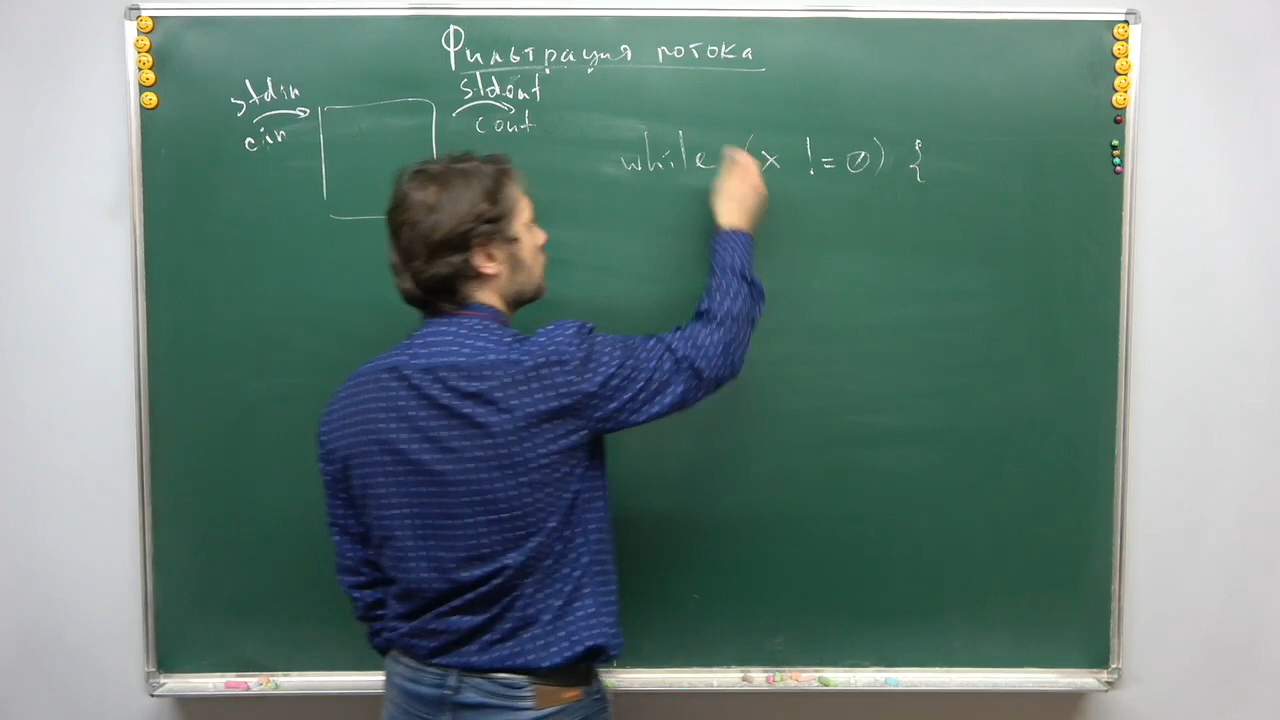 Фильтрация потока
stdin
cin
stdout
cout
while (x != 0) {